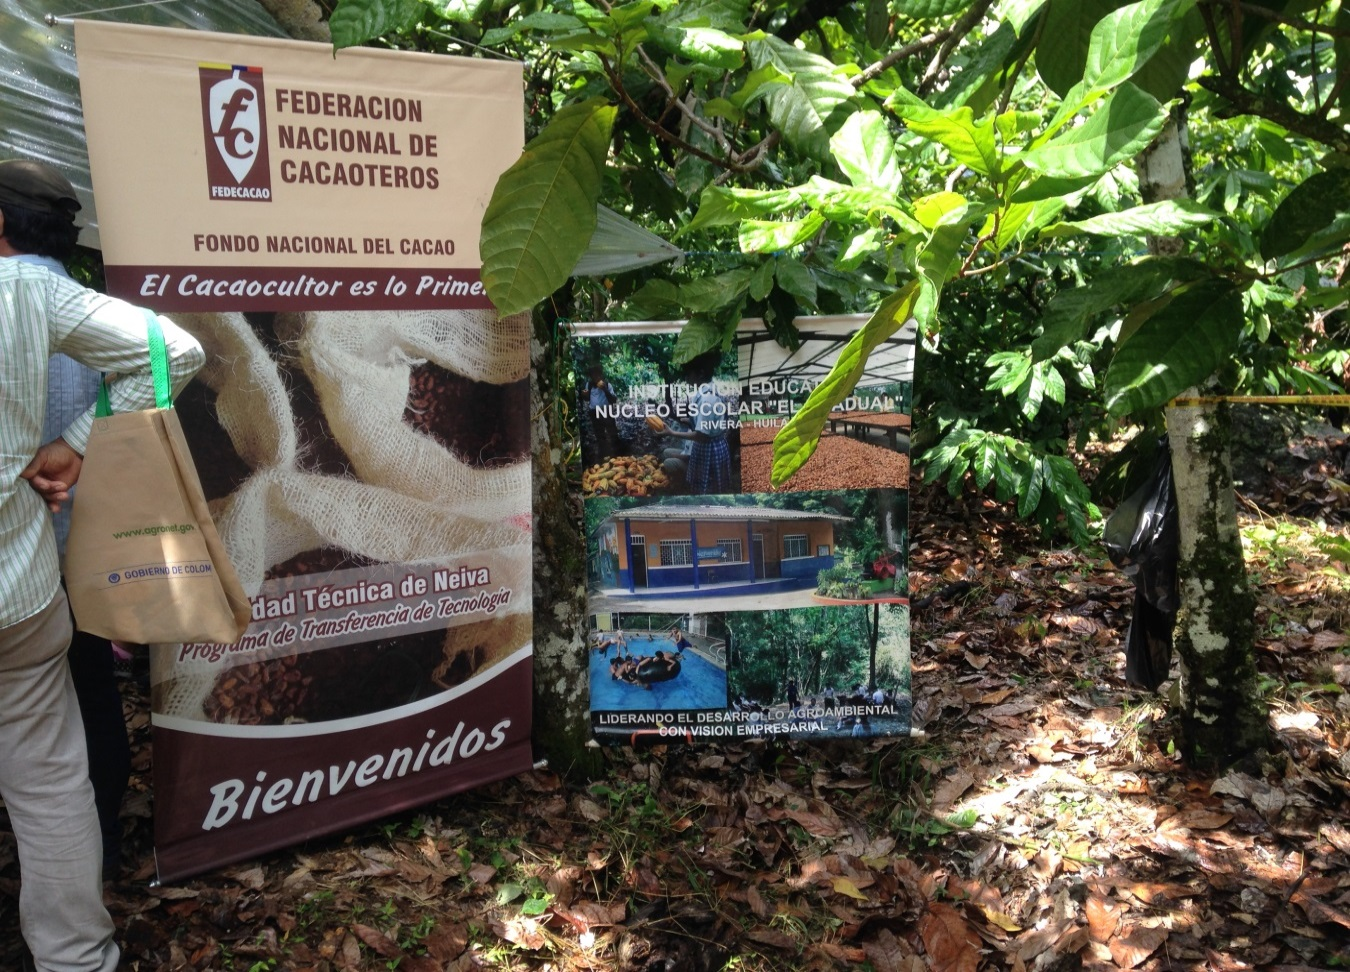 FEDERACION
NACIONAL DE
CACAOTEROS
fc
FEDECACAO
FONDO NACIONAL DEL CACAO
El Cacaocultor es lo
Técnica de Neiva
Programa de Transferencia de Tecnología
Bienvenidos
www.agronet.gov
GOBIERNO DE COLOM
INSTITUCION
NUCLEO ESCOLAR "EL
RIVERA - HUILA
LIDERANDO EL DESARROLLO AGROAMBIENTAL
CON VISION EMPRESARIAL